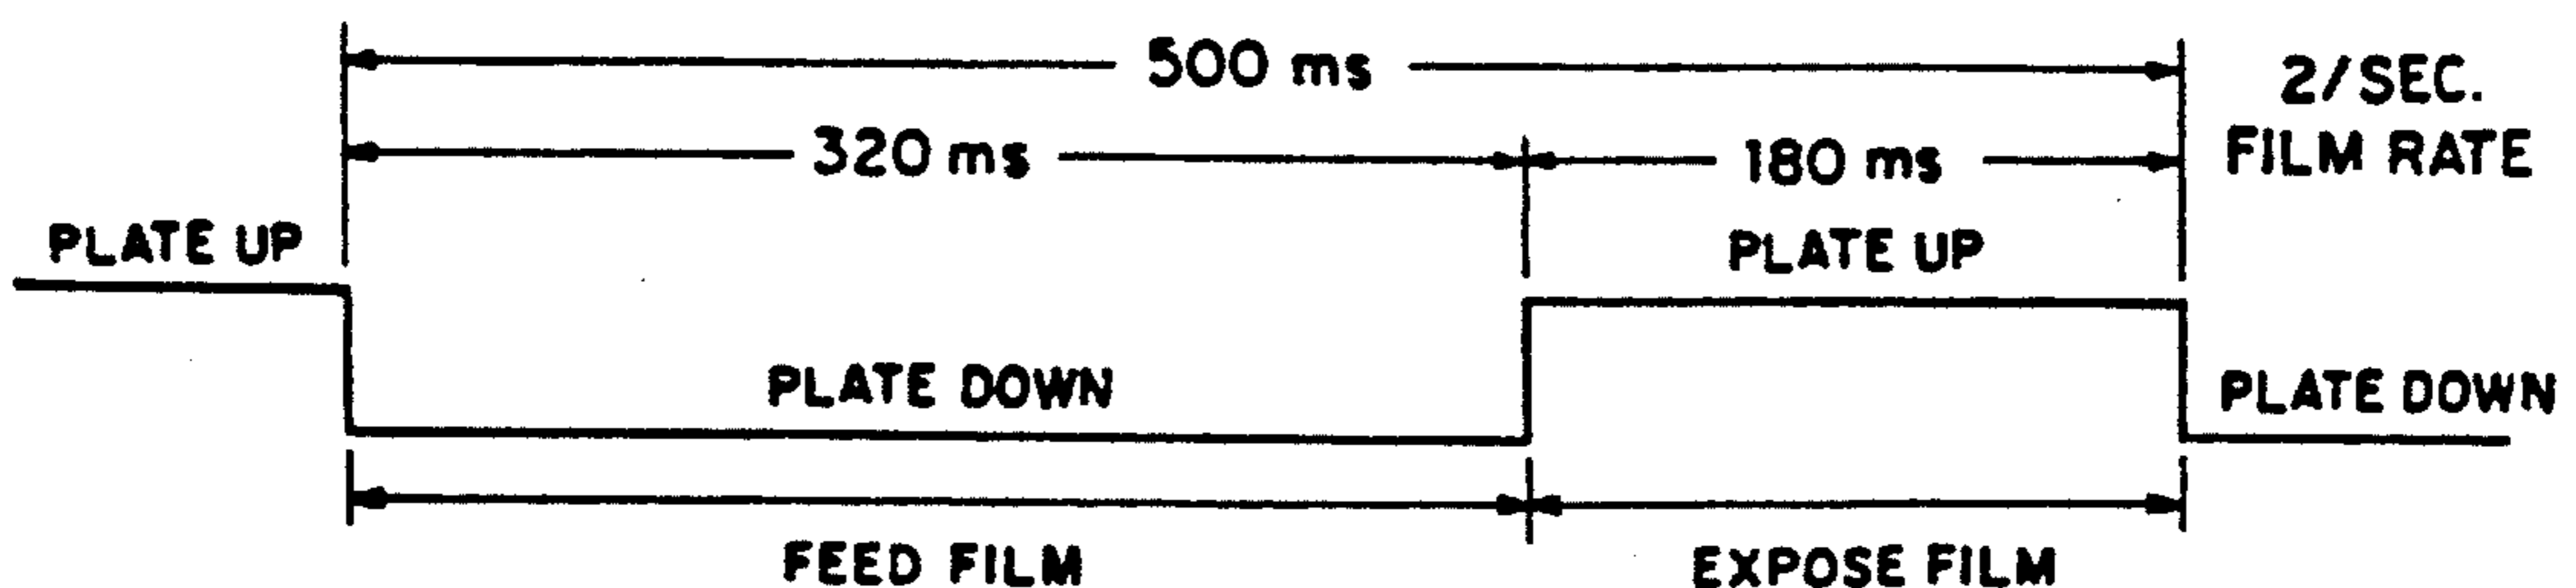 500 ms
2/SEC.
FILM RATE
320 ms
180 ms
PLATE UP
PLATE UP
PLATE DOWN
PLATE DOWN
FEED FILM
EXPOSE FILM